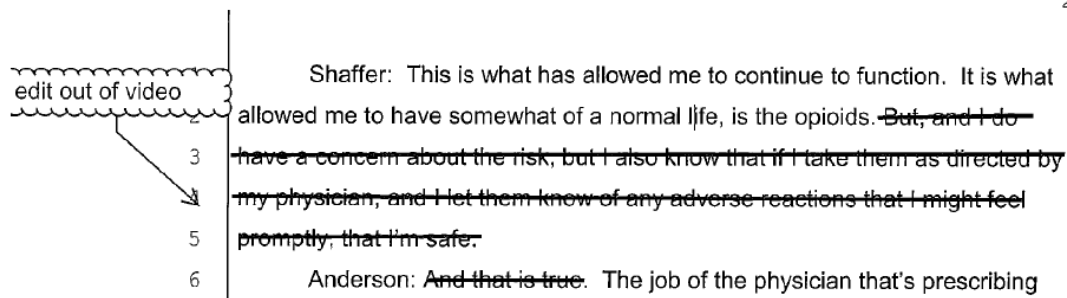 Shaffer: This is what has allowed me to continue to function. It is what
edit out of video
2 allowed me to have somewhat of a normal life, is the opioids. But, and I do
3 have a concern about the risk, but I also know that if I take them as directed by
my physician, and I let them know of any adverse reactions that I might feel
5 promptly, that I'm safe.
6 Anderson: And that is true. The job of the physician that's prescribing